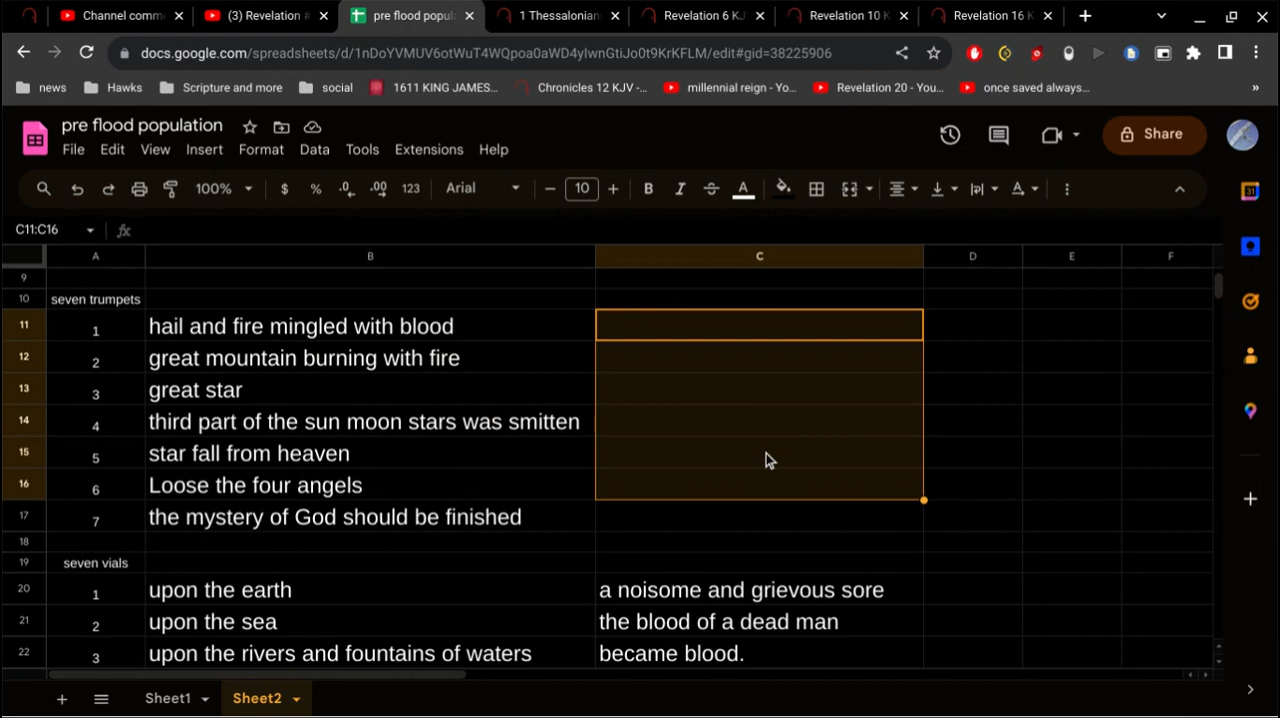 Channel comm
(3) Revelation #
pre flood popula
1 Thessalonian
Revelation 6 KJ
Revelation 10 K
Revelation 16 K
docs.google.com/spreadsheets/d/1nDoYVMUV6otWuT4WQpoa0aWD4yIwnGtiJo0t9KrKFLM/edit#gid=38225906
news Hawks Scripture and more social 1611 KING JAMES... Chronicles 12 KJV -... millennial reign - Yo... Revelation 20 - You... once saved always... »
pre flood population
File Edit View Insert Format Data Tools Extensions Help
Share
31
100% $ % .0 .00 123 Arial 10 B I S A
C11:C16 fx
A B C D E F
9
10 seven trumpets
11 1 hail and fire mingled with blood
12 2 great mountain burning with fire
13 3 great star
14 4 third part of the sun moon stars was smitten
15 5 star fall from heaven
16 6 Loose the four angels
17 7 the mystery of God should be finished
18
19 seven vials
20 1 upon the earth a noisome and grievous sore
21 2 upon the sea the blood of a dead man
22 3 upon the rivers and fountains of waters became blood.
Sheet1 Sheet2